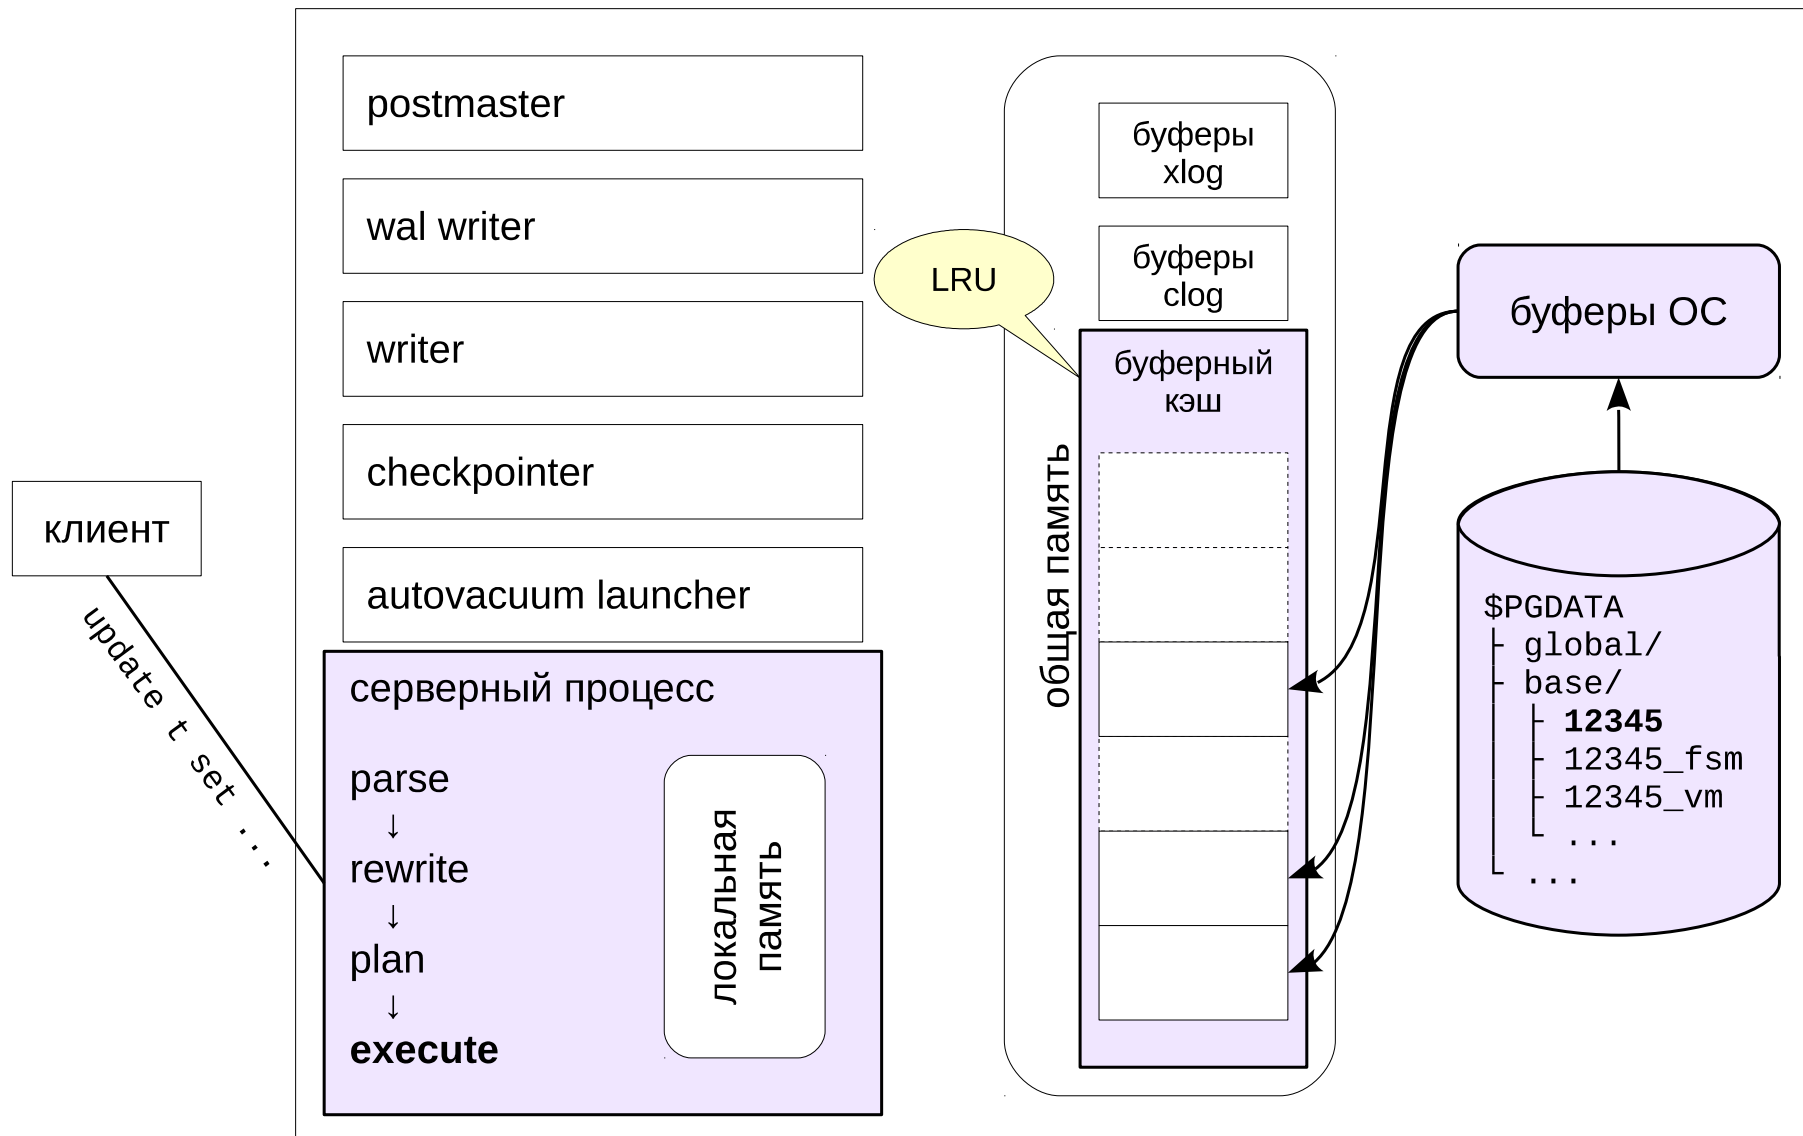 postmaster
wal writer
writer
checkpointer
autovacuum launcher
клиент
update t set ...
серверный процесс
parse
↓
rewrite
↓
plan
↓
execute
локальная
память
LRU
общая память
буферы
xlog
буферы
clog
буферный
кэш
буферы ОС
$PGDATA
├ global/
├ base/
│ ├ 12345
│ ├ 12345_fsm
│ ├ 12345_vm
│ └ ...
└ ...